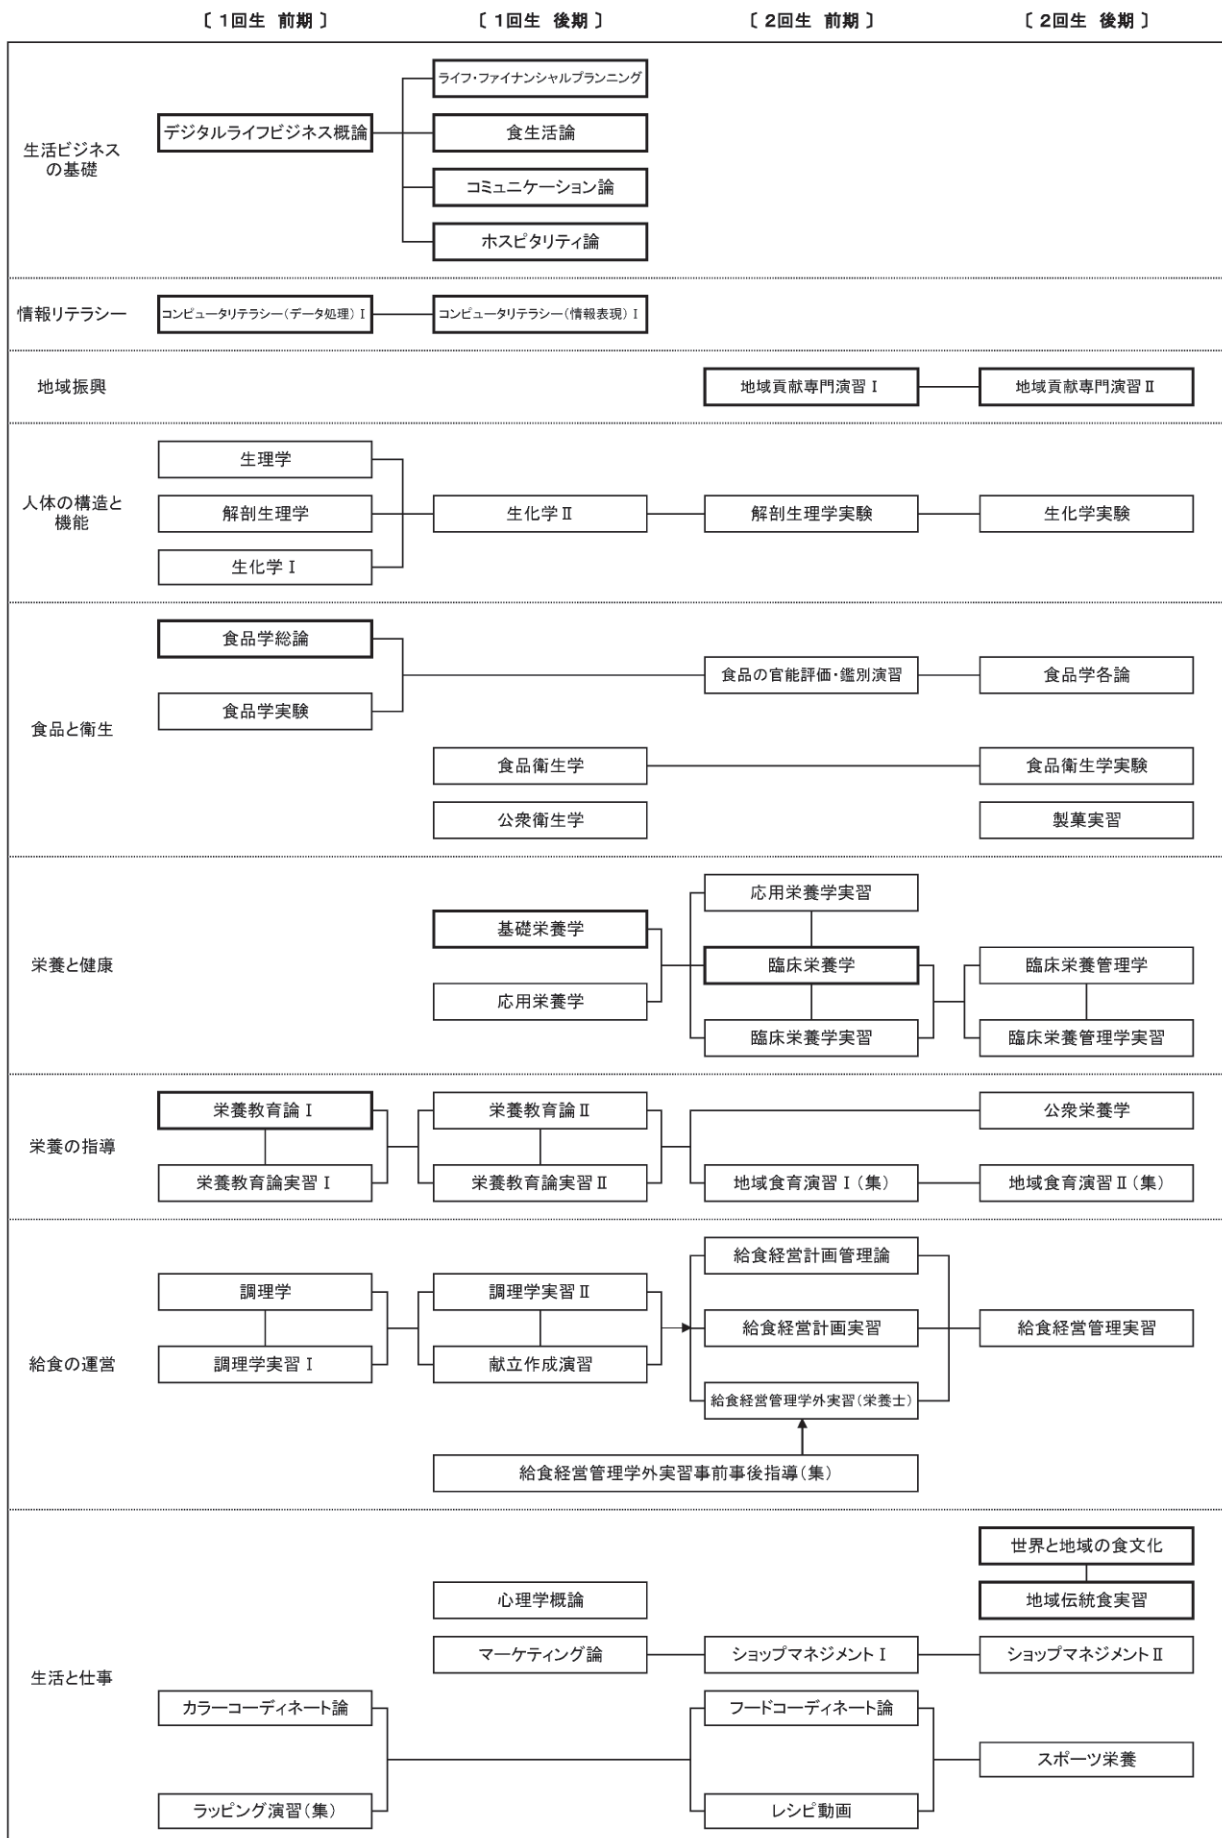 〔 1回生 前期 〕 〔 1回生 後期 〕 〔 2回生 前期 〕 〔 2回生 後期 〕
生活ビジネス
の基礎
デジタルライフビジネス概論
ライフ・ファイナンシャルプランニング
食生活論
コミュニケーション論
ホスピタリティ論
情報リテラシー
コンピュータリテラシー(データ処理) Ⅰ
コンピュータリテラシー(情報表現) Ⅰ
地域振興
地域貢献専門演習 Ⅰ
地域貢献専門演習 Ⅱ
人体の構造と
機能
生理学
解剖生理学
生化学 Ⅰ
生化学 Ⅱ
解剖生理学実験
生化学実験
食品と衛生
食品学総論
食品学実験
食品の官能評価・鑑別演習
食品学各論
食品衛生学
食品衛生学実験
公衆衛生学
製菓実習
栄養と健康
基礎栄養学
応用栄養学
応用栄養学実習
臨床栄養学
臨床栄養学実習
臨床栄養管理学
臨床栄養管理学実習
栄養の指導
栄養教育論 Ⅰ
栄養教育論実習 Ⅰ
栄養教育論 Ⅱ
栄養教育論実習 Ⅱ
地域食育演習 Ⅰ (集)
公衆栄養学
地域食育演習 Ⅱ (集)
給食の運営
調理学
調理学実習 Ⅰ
調理学実習 Ⅱ
献立作成演習
給食経営計画管理論
給食経営計画実習
給食経営管理学外実習(栄養士)
給食経営管理実習
給食経営管理学外実習事前事後指導(集)
生活と仕事
世界と地域の食文化
地域伝統食実習
心理学概論
マーケティング論
ショップマネジメント Ⅰ
ショップマネジメント Ⅱ
カラーコーディネート論
ラッピング演習(集)
フードコーディネート論
レシピ動画
スポーツ栄養